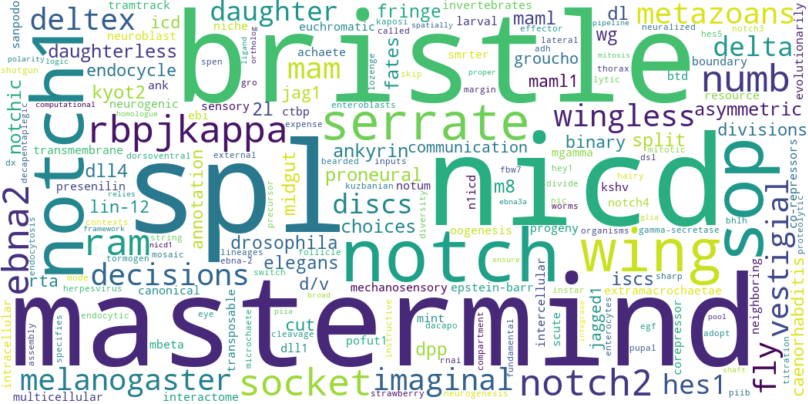 tramtrack
daughter
fringe
invertebrates
sanpodo
deltex
icd
niche
euchromatic
larval
maml
dl
metazoans
pipeline
evolutionarily
neuroblast
bristle
kaposi
called
ortholog
spatially
effector
lateral
adh
hes5
notch3
mitosis
neuralized
polarity
logic
shotgun
daughterless
mam
spen
ligand
lozenge
fates
smrter
skip
wg
groucho
thorax
margin
lytic
delta
boundary
btd
endocycle
kyot2
achaete
gro
jag1
enteroblasts
maml1
proper
numb
resource
notchic
computational
homologue
ank
neurogenic
sensory
2l
ctbp
ebi
expense
serrate
wingless
asymmetric
notch1
rbpjkappa
dx
decapentaplegic
transmembrane
dorsoventral
external
ankyrin
communication
binary
split
divisions
dll4
presenilin
lin-12
annotation
midgut
proneural
bearded
inputs
kuzbanian
notum
m8
mgamma
fbw7
hey1
divide
dsl
mitotic
hairy
co-repressors
spl
nicd
sop
kshv
n1icd
notch4
nic
worms
glia
bhlh
proteolytic
ebna2
endocytosis
relies
contexts
framework
ram
string
nicd1
mosaic
precursor
discs
choices
diversity
ebna3a
oogenesis
progeny
ensure
organisms
gamma-secretase
drosophila
lineages
ebna-2
follicle
switch
elegans
notch
wing
vestigial
rta
termos
mode
herpesvirus
canonical
decisions
d/v
mechanosensory
epstein-barr
intercellular
instar
iscs
sharp
extramacrochaetae
neighboring
caenorhabditis
intracellular
mastermind
endocytic
assembly
specifies
eye
mbeta
transposable
microchaete
piia
broad
cut
cleavage
dll1
pofut1
instructive
mint
dacapo
dpp
rnai
compartment
fundamental
scute
jagged1
integrase
enterocytes
egf
pupal
corepressor
pool
adopt
fly
titration
melanogaster
socket
imaginal
strawberry
neurogenesis
notch2
hes1
shaft
piib
multicellular
interactome